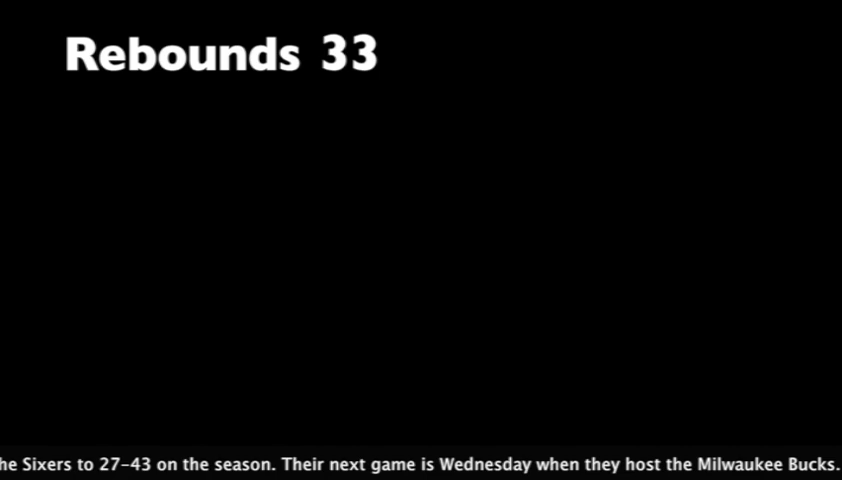 Rebounds 33
he Sixers to 27-43 on the season. Their next game is Wednesday when they host the Milwaukee Bucks.